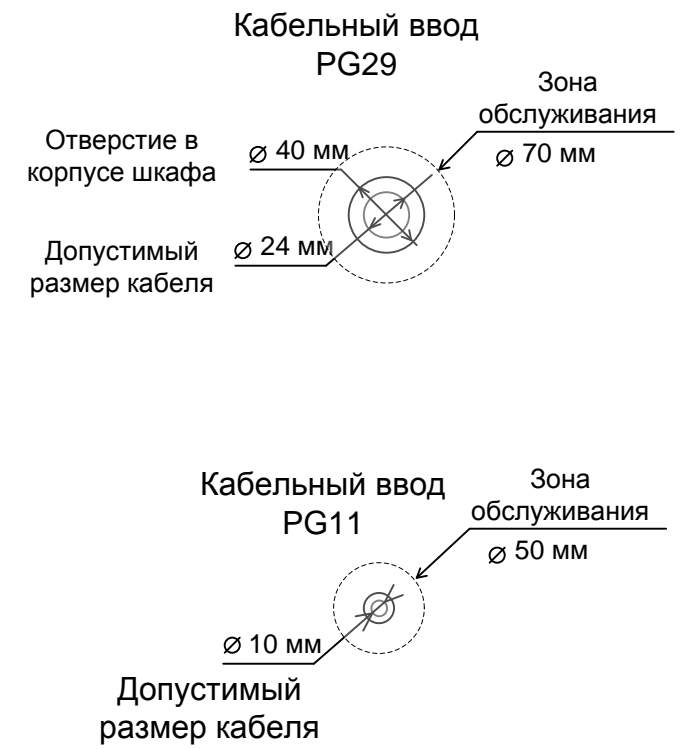 Кабельный ввод
PG29
Зона
обслуживания
⌀ 70 мм
Отверстие в
корпусе шкафа
⌀ 40 мм
Допустимый
размер кабеля
⌀ 24 мм
Кабельный ввод
PG11
Зона
обслуживания
⌀ 50 мм
⌀ 10 мм
Допустимый
размер кабеля